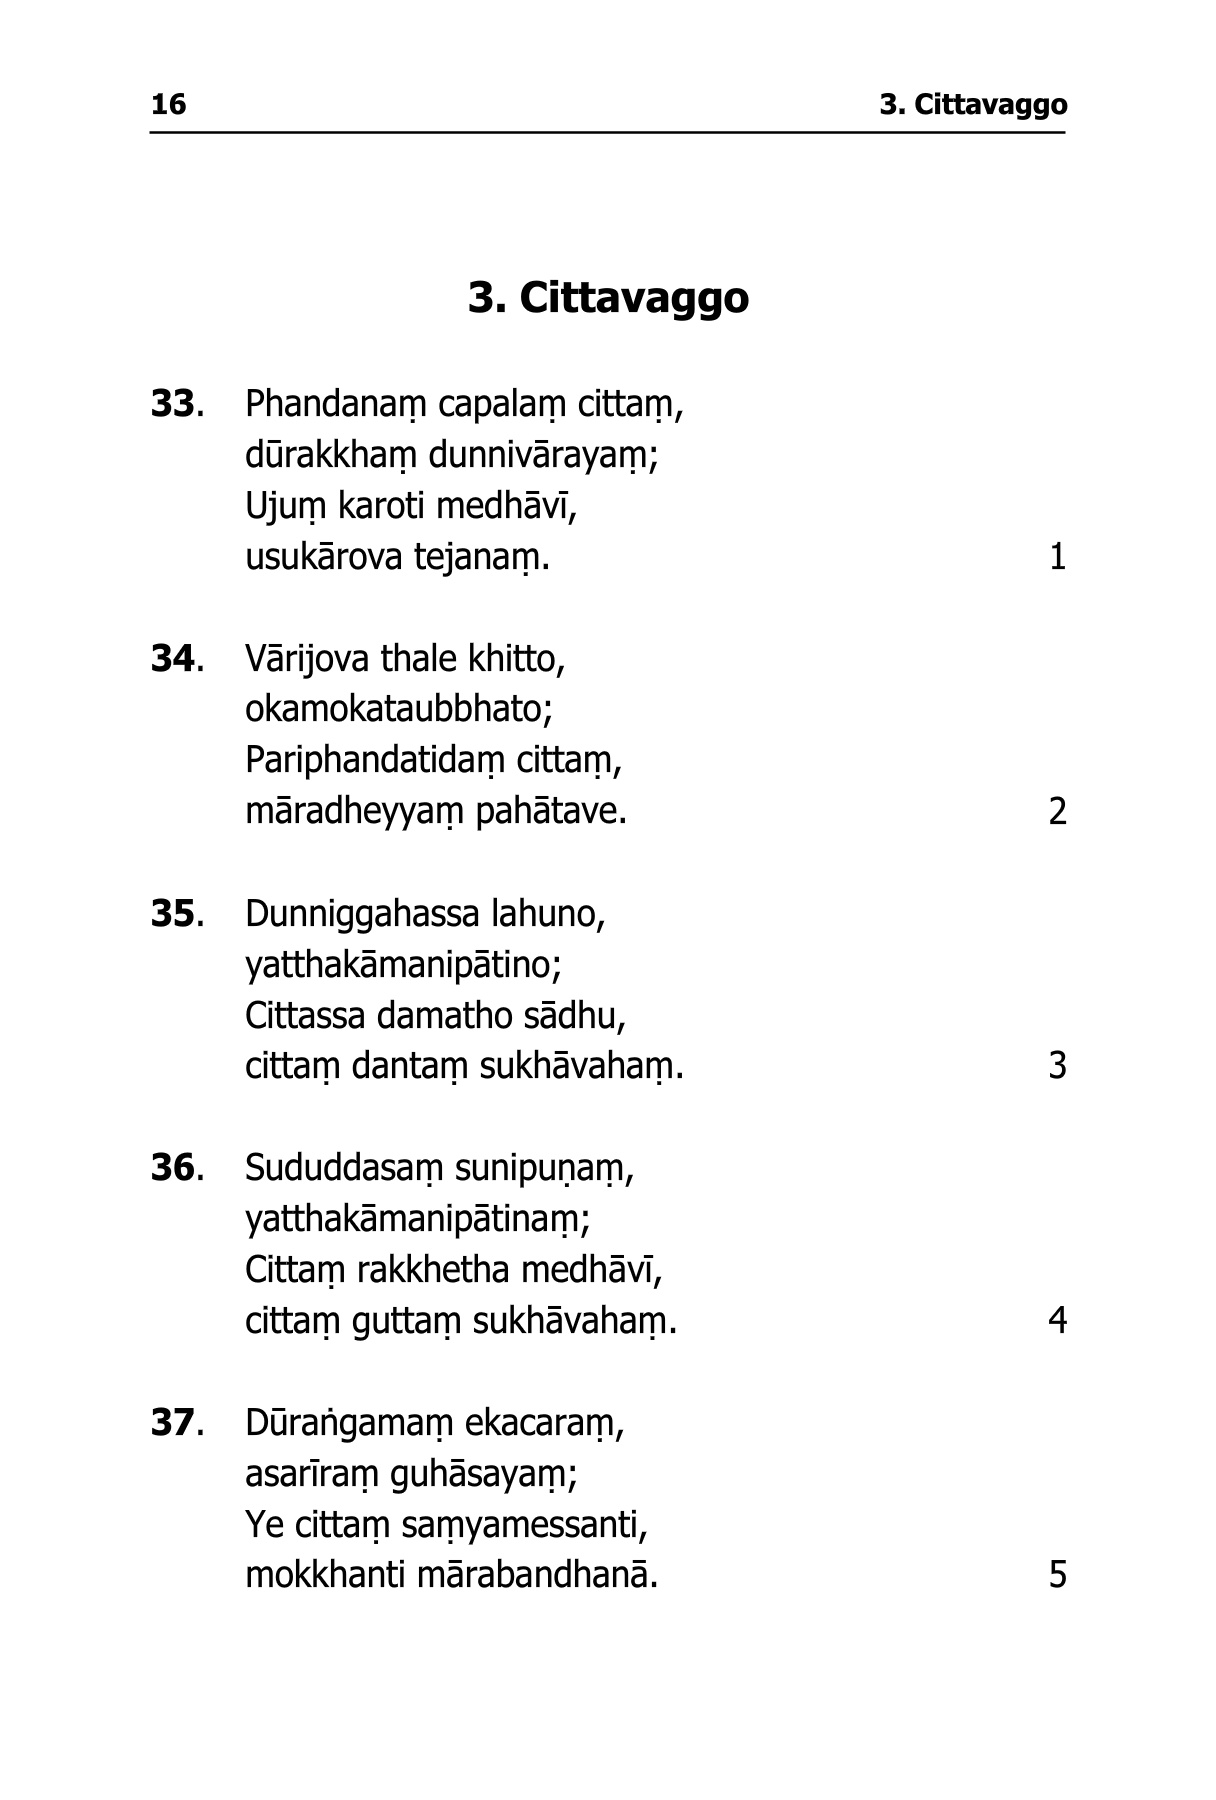 16 3. Cittavaggo
3. Cittavaggo
33. Phandanaṃ capalaṃ cittaṃ,
dūrakkhaṃ dunnivārayaṃ;
Ujuṃ karoti medhāvī,
usukārova tejanaṃ. 1
34. Vārijova thale khitto,
okamokataubbhato;
Pariphandatidaṃ cittaṃ,
māradheyyaṃ pahātave. 2
35. Dunniggahassa lahuno,
yatthakāmanipātino;
Cittassa damatho sādhu,
cittaṃ dantaṃ sukhāvahaṃ. 3
36. Sududdasaṃ sunipuṇaṃ,
yatthakāmanipātinaṃ;
Cittaṃ rakkhetha medhāvī,
cittaṃ guttaṃ sukhāvahaṃ. 4
37. Dūraṅgamaṃ ekacaraṃ,
asarīraṃ guhāsayaṃ;
Ye cittaṃ saṃyamessanti,
mokkhanti mārabandhanā. 5